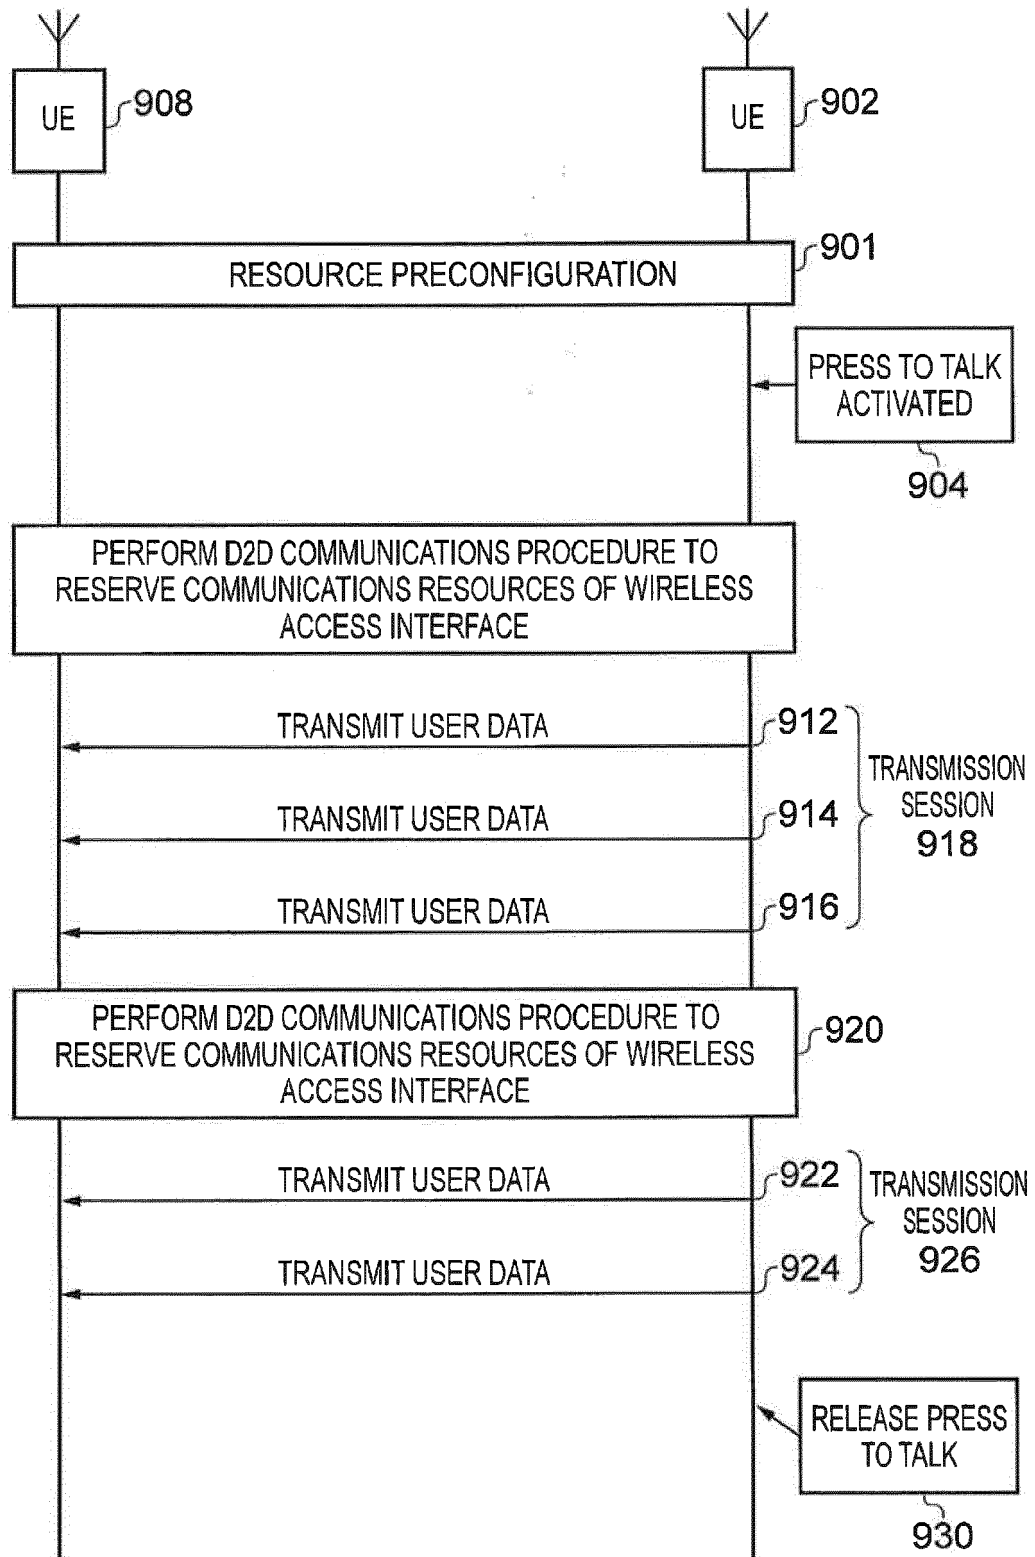 UE
908
UE
902
RESOURCE PRECONFIGURATION
901
PRESS TO TALK
ACTIVATED
904
PERFORM D2D COMMUNICATIONS PROCEDURE TO
RESERVE COMMUNICATIONS RESOURCES OF WIRELESS
ACCESS INTERFACE
TRANSMIT USER DATA
912
TRANSMIT USER DATA
914
TRANSMIT USER DATA
916
TRANSMISSION
SESSION
918
PERFORM D2D COMMUNICATIONS PROCEDURE TO
RESERVE COMMUNICATIONS RESOURCES OF WIRELESS
ACCESS INTERFACE
920
TRANSMIT USER DATA
922
TRANSMIT USER DATA
924
TRANSMISSION
SESSION
926
RELEASE PRESS
TO TALK
930